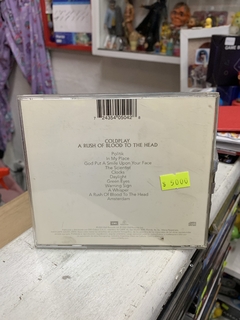 COLDPLAY
A RUSH OF BLOOD TO THE HEAD
Politik
In My Place
God Put A Smile Upon Your Face
The Scientist
Clocks
Daylight
Green Eyes
Warning Sign
A Whisper
A Rush Of Blood To The Head
Amsterdam
$ 5000
EMI